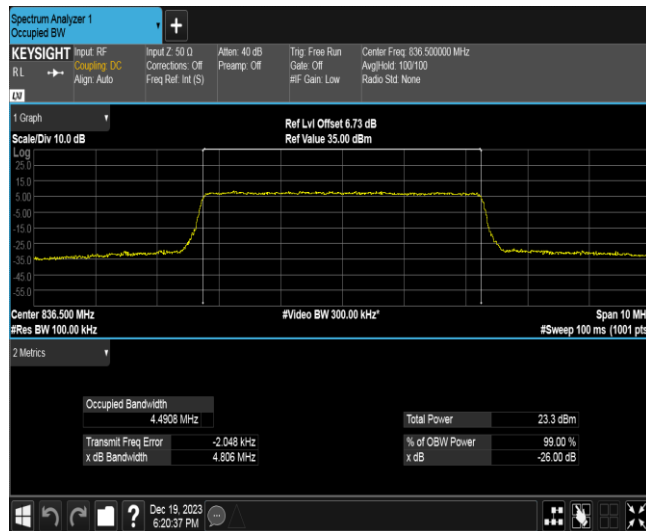 Spectrum Analyzer 1
Occupied BW
+
KEYSIGHT
RL
LXI
Input: RF
Coupling: DC
Align: Auto
Input Z: 50 Ω
Corrections: Off
Freq Ref: Int (S)
Atten: 40 dB
Preamp: Off
Trig: Free Run
Gate: Off
#IF Gain: Low
Center Freq: 836.500000 MHz
Avg|Hold: 100/100
Radio Std: None
1 Graph
Scale/Div 10.0 dB
Ref Lvl Offset 6.73 dB
Ref Value 35.00 dBm
Log
25.0
15.0
5.00
-5.00
-15.0
-25.0
-35.0
-45.0
-55.0
Center 836.500 MHz
#Video BW 300.00 kHz*
Span 10 MH
#Res BW 100.00 kHz
#Sweep 100 ms (1001 pts
2 Metrics
Occupied Bandwidth
4.4908 MHz
Total Power 23.3 dBm
Transmit Freq Error -2.048 kHz
% of OBW Power 99.00 %
x dB Bandwidth 4.806 MHz
x dB -26.00 dB
?
Dec 19, 2023
6:20:37 PM